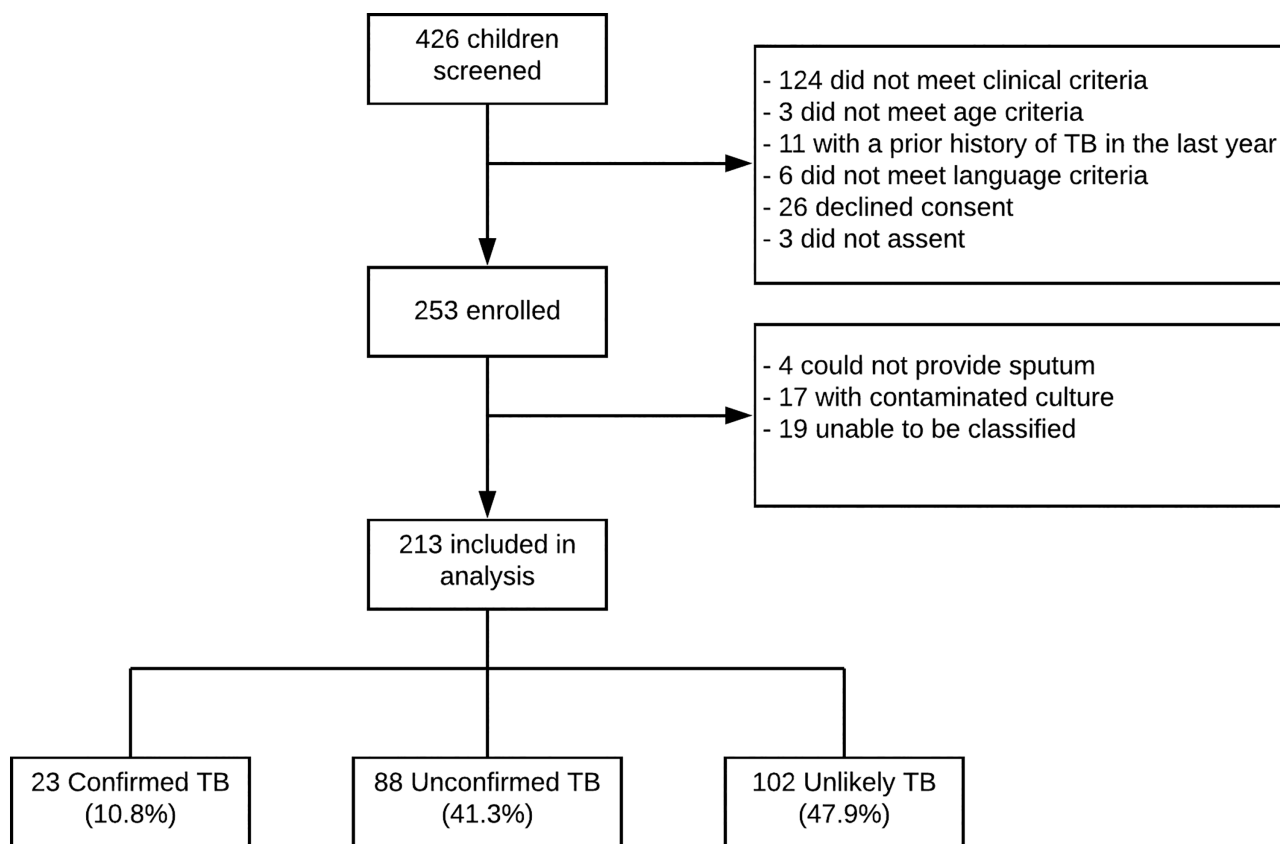 426 children
screened
- 124 did not meet clinical criteria
- 3 did not meet age criteria
- 11 with a prior history of TB in the last year
- 6 did not meet language criteria
- 26 declined consent
- 3 did not assent
253 enrolled
- 4 could not provide sputum
- 17 with contaminated culture
- 19 unable to be classified
213 included in
analysis
23 Confirmed TB
(10.8%)
88 Unconfirmed TB
(41.3%)
102 Unlikely TB
(47.9%)